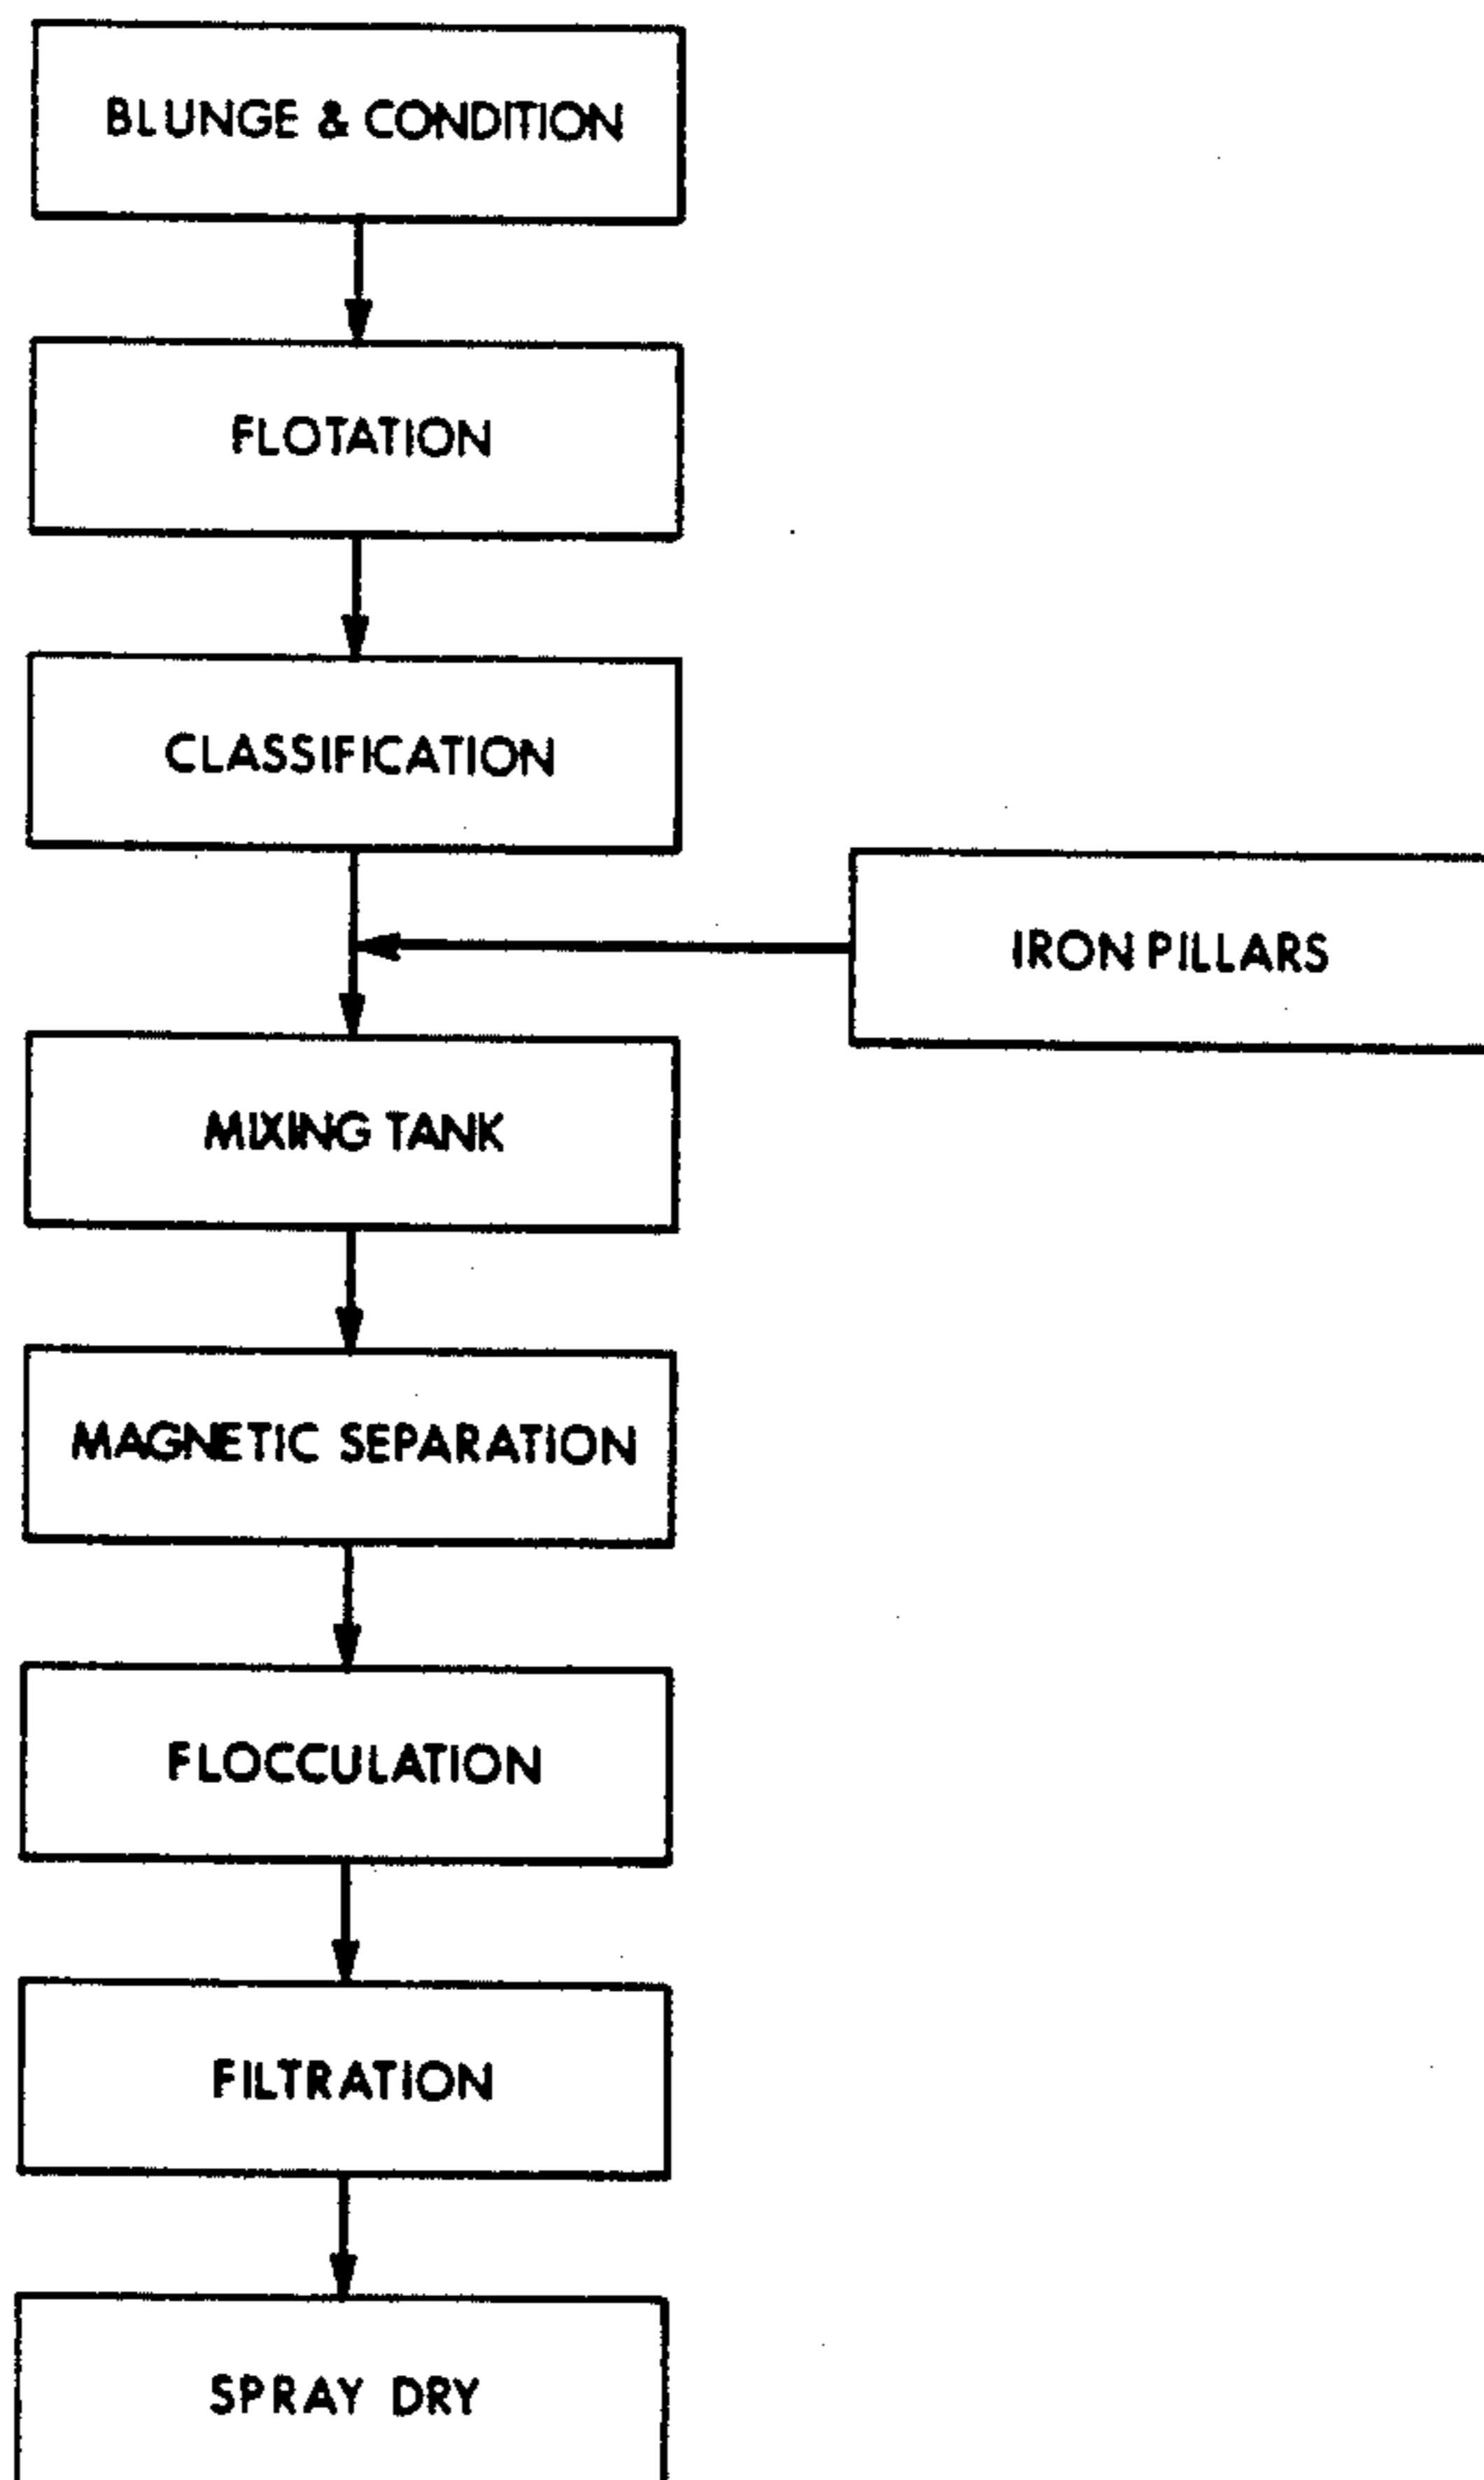 BLUNGE & CONDITION
FLOTATION
CLASSIFICATION
IRON PILLARS
MIXING TANK
MAGNETIC SEPARATION
FLOCCULATION
FILTRATION
SPRAY DRY